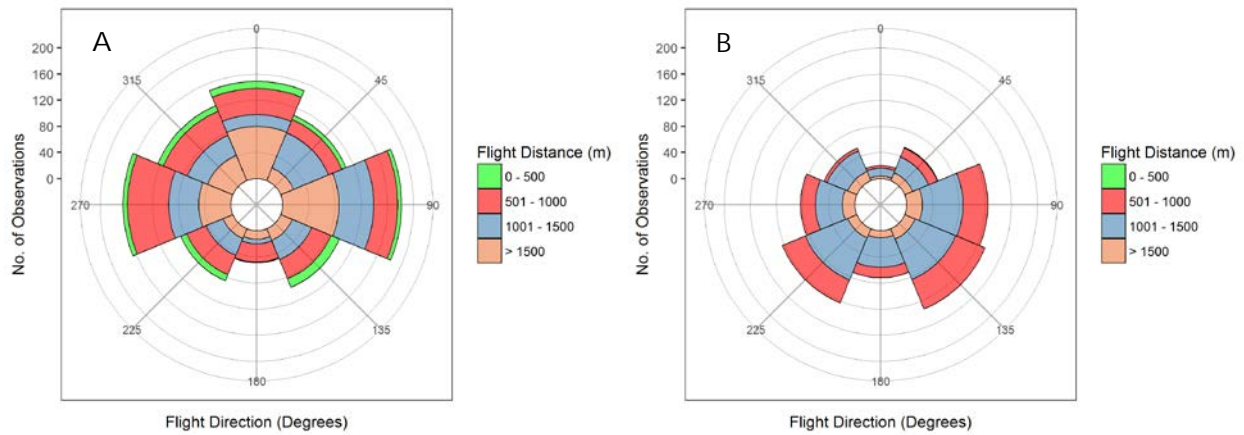 A
0
45
90
135
180
225
270
315
200
160
120
80
40
0
No. of Observations
Flight Direction (Degrees)
Flight Distance (m)
0 - 500
501 - 1000
1001 - 1500
> 1500
B
0
45
90
135
180
225
270
315
200
160
120
80
40
0
No. of Observations
Flight Direction (Degrees)
Flight Distance (m)
0 - 500
501 - 1000
1001 - 1500
> 1500